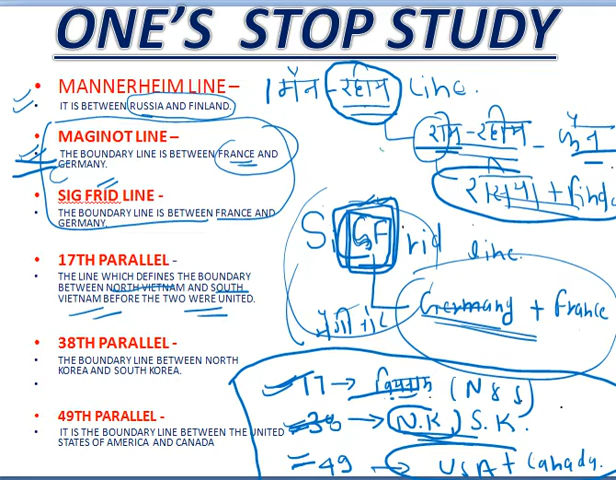 ONE'S STOP STUDY
MANNERHEIM LINE –
IT IS BETWEEN RUSSIA AND FINLAND.
MAGINOT LINE –
THE BOUNDARY LINE IS BETWEEN FRANCE AND
GERMANY.
SIG FRID LINE -
THE BOUNDARY LINE IS BETWEEN FRANCE AND
GERMANY.
17TH PARALLEL -
THE LINE WHICH DEFINES THE BOUNDARY
BETWEEN NORTH VIETNAM AND SOUTH
VIETNAM BEFORE THE TWO WERE UNITED.
38TH PARALLEL -
THE BOUNDARY LINE BETWEEN NORTH
KOREA AND SOUTH KOREA.
49TH PARALLEL -
IT IS THE BOUNDARY LINE BETWEEN THE UNITED
STATES OF AMERICA AND CANADA
मैन - रहीम Line.
राम - रहीम -
Si GF rid line.
Germany + France
17 → वियतनाम (N & S)
38 → N.K, S.K.
49 → USA + Canada.